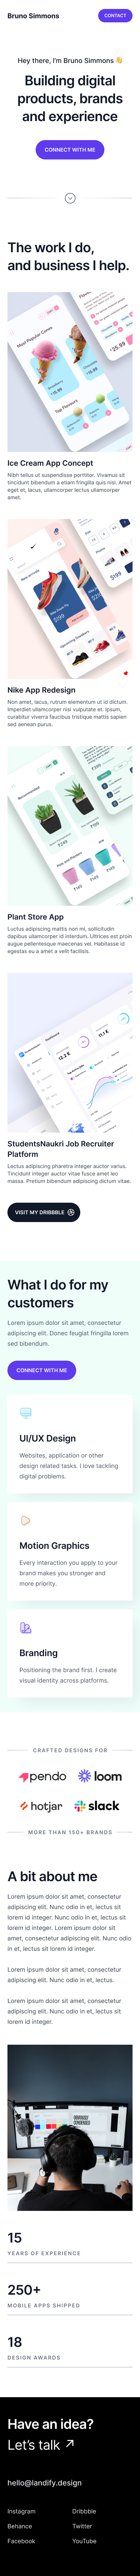 Bruno Simmons
CONTACT
Hey there, I'm Bruno Simmons 👋
Building digital
products, brands
and experience
CONNECT WITH ME
The work I do,
and business I help.
Most Popular Cones
Top Flavours
Ice Cream App Concept
Nibh tellus ut suspendisse porttitor. Vivamus sit
tincidunt bibendum a etiam fringilla quis nisl. Amet
eget et, lacus, ullamcorper lectus ullamcorper
amet.
Upcoming Sneakers
Nike App Redesign
Non amet, lacus, rutrum elementum ut id dictum.
Imperdiet ullamcorper nisl vulputate et. Ipsum,
curabitur viverra faucibus tristique mattis sapien
sed aenean purus.
Pots and Planters
Plant Store App
Luctus adipiscing mattis non mi, sollicitudin
lacus ullamcorper id interdum. Ultrices est proin
augue pellentesque maecenas vel. Habitasse id
egestas eu a amet a velit facilisis.
Dashboard
12.2 K
11.1 K
StudentsNaukri Job Recruiter
Platform
Lectus adipiscing pharetra integer auctor varius.
Tincidunt integer auctor vitae fusce amet leo
massa. Pretium bibendum adipiscing dictum vitae.
VISIT MY DRIBBBLE
What I do for my
customers
Lorem ipsum dolor sit amet, consectetur
adipiscing elit. Donec feugiat fringilla lorem
sed bibendum.
CONNECT WITH ME
UI/UX Design
Websites, application or other
design related tasks. I love tackling
digital problems.
Motion Graphics
Every interaction you apply to your
brand makes you stronger and
more priority.
Branding
Positioning the brand first. I create
visual identity across platforms.
CRAFTED DESIGNS FOR
pendo
loom
hotjar
slack
MORE THAN 150+ BRANDS
A bit about me
Lorem ipsum dolor sit amet, consectetur
adipiscing elit. Nunc odio in et, lectus sit
lorem id integer. Nunc odio in et, lectus sit
lorem id integer. Lorem ipsum dolor sit
amet, consectetur adipiscing elit. Nunc odio
in et, lectus sit lorem id integer.
Lorem ipsum dolor sit amet, consectetur
adipiscing elit. Nunc odio in et, lectus.
Lorem ipsum dolor sit amet, consectetur
adipiscing elit. Nunc odio in et, lectus sit
lorem id integer.
15
YEARS OF EXPERIENCE
250+
MOBILE APPS SHIPPED
18
DESIGN AWARDS
Have an idea?
Let's talk ↗
hello@landify.design
Instagram
Dribbble
Behance
Twitter
Facebook
YouTube